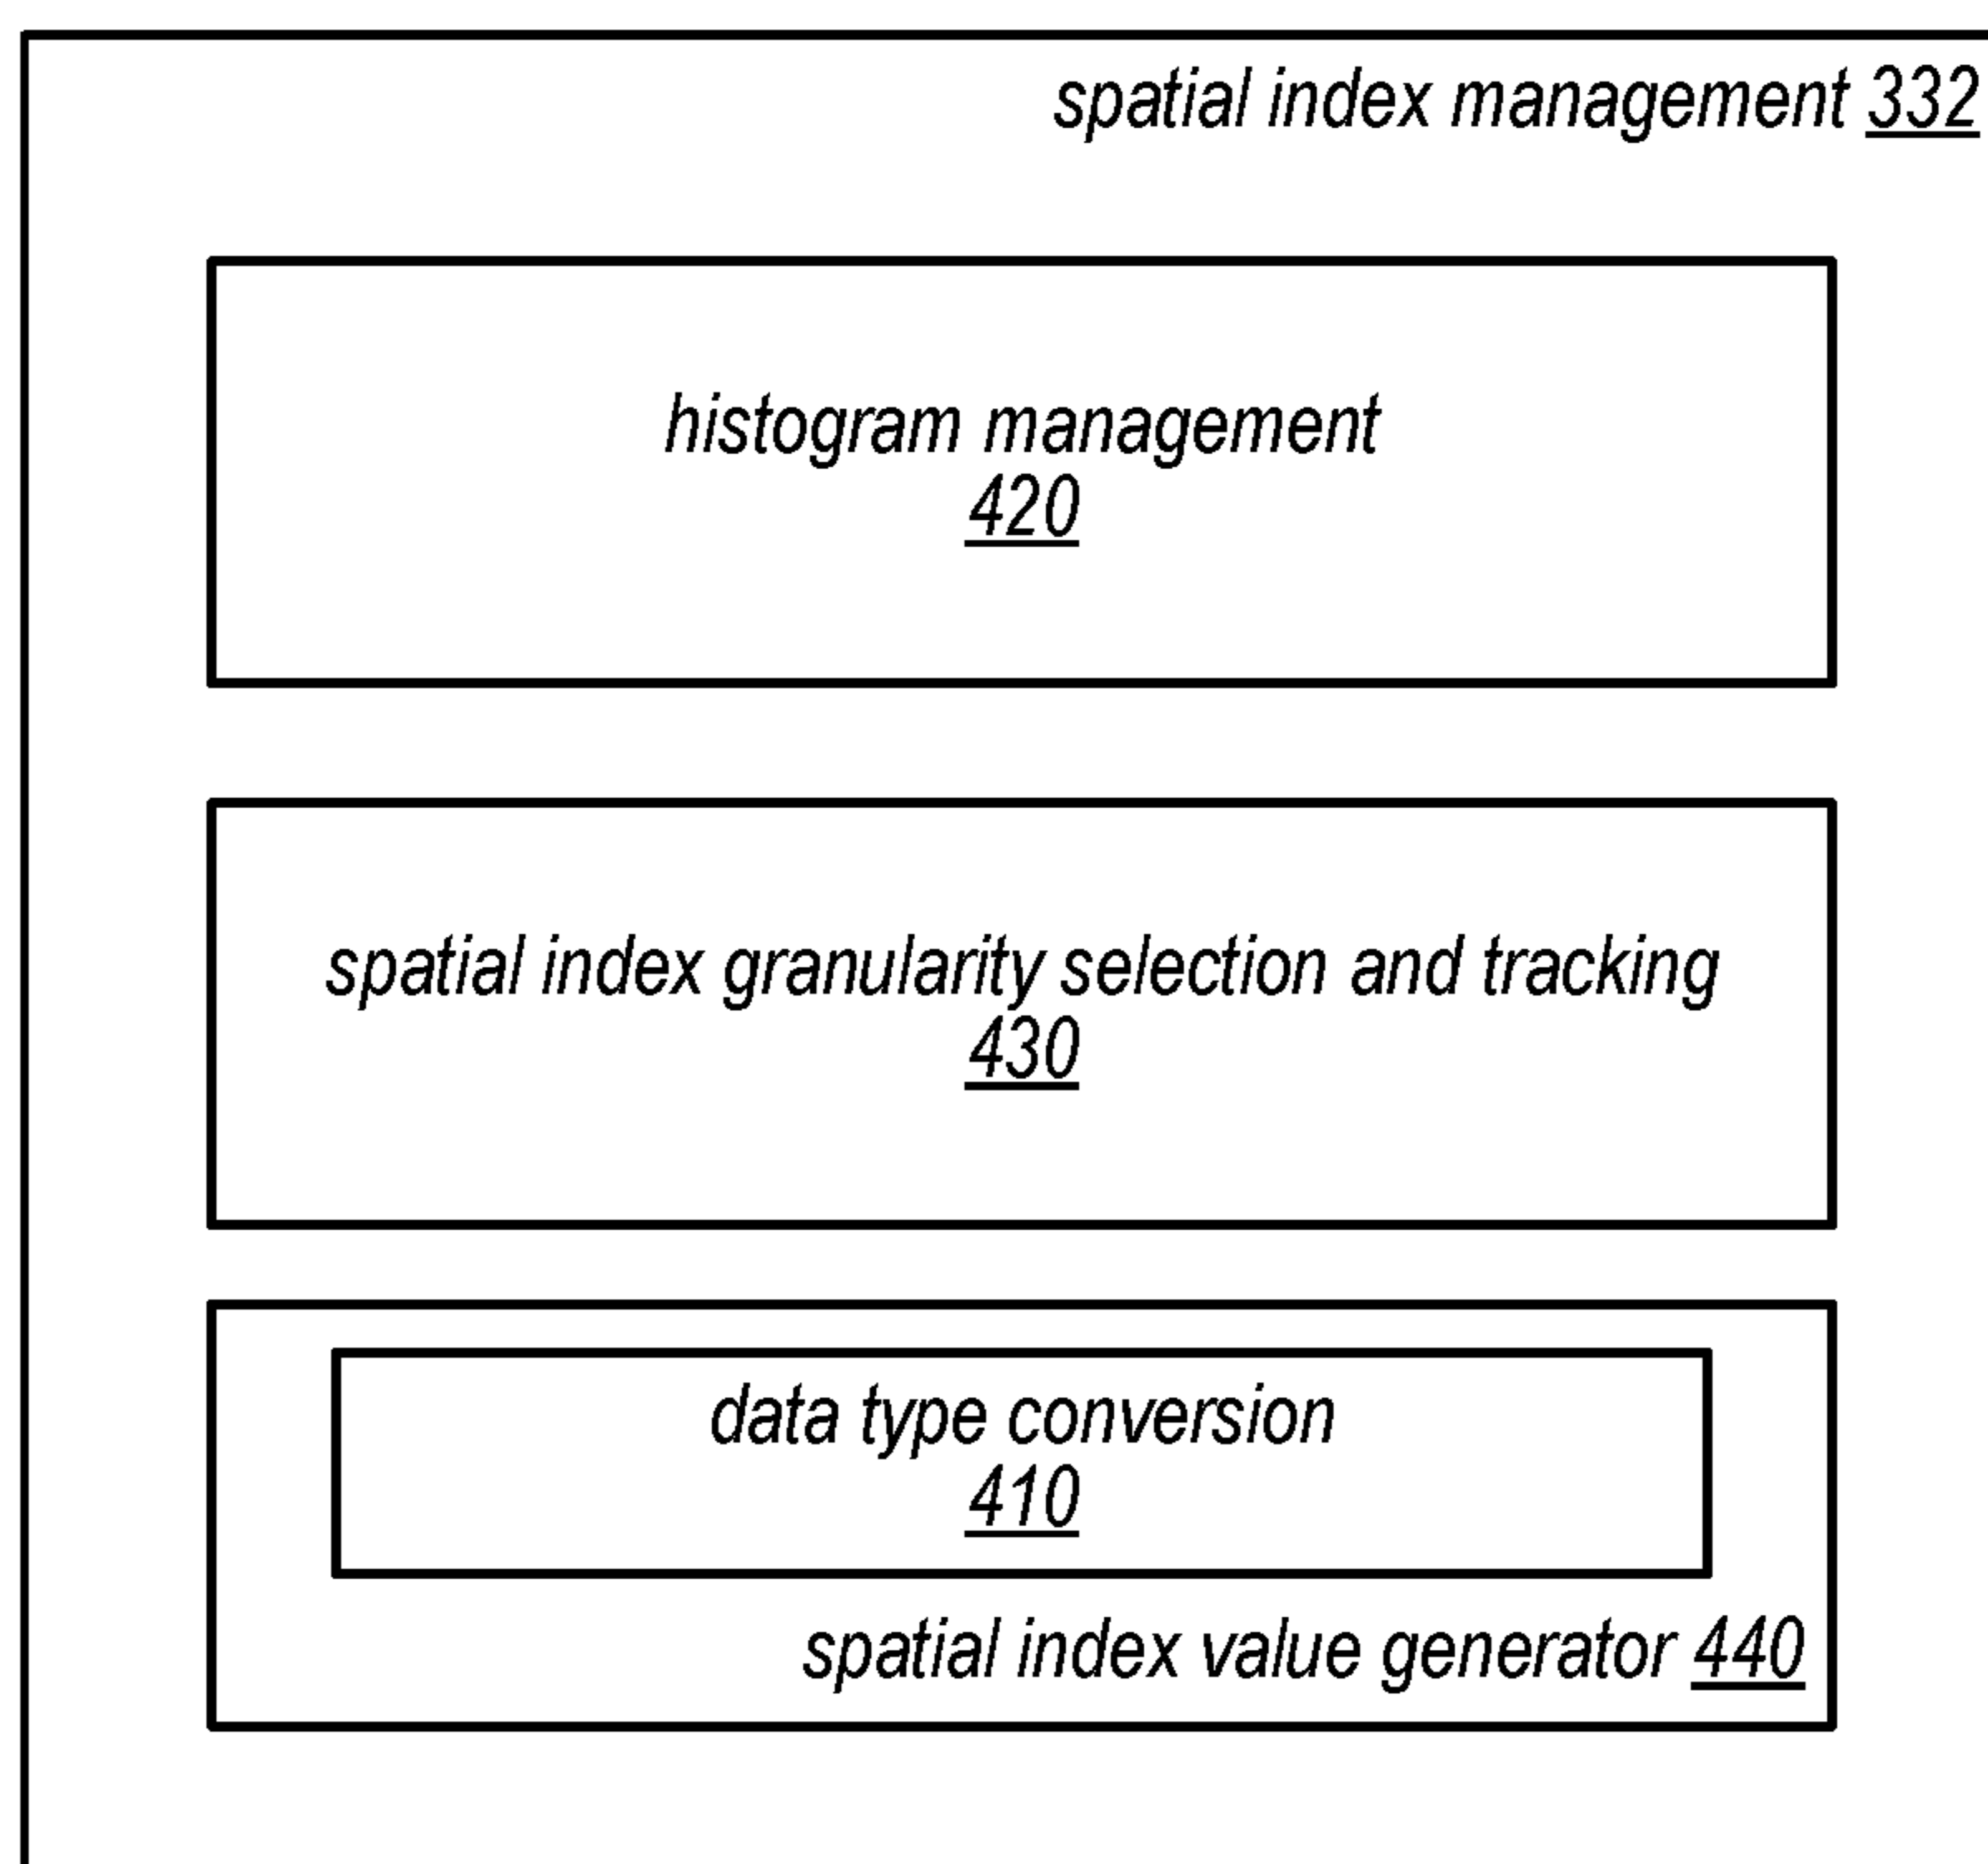 spatial index management 332
histogram management
420
spatial index granularity selection and tracking
430
data type conversion
410
spatial index value generator 440